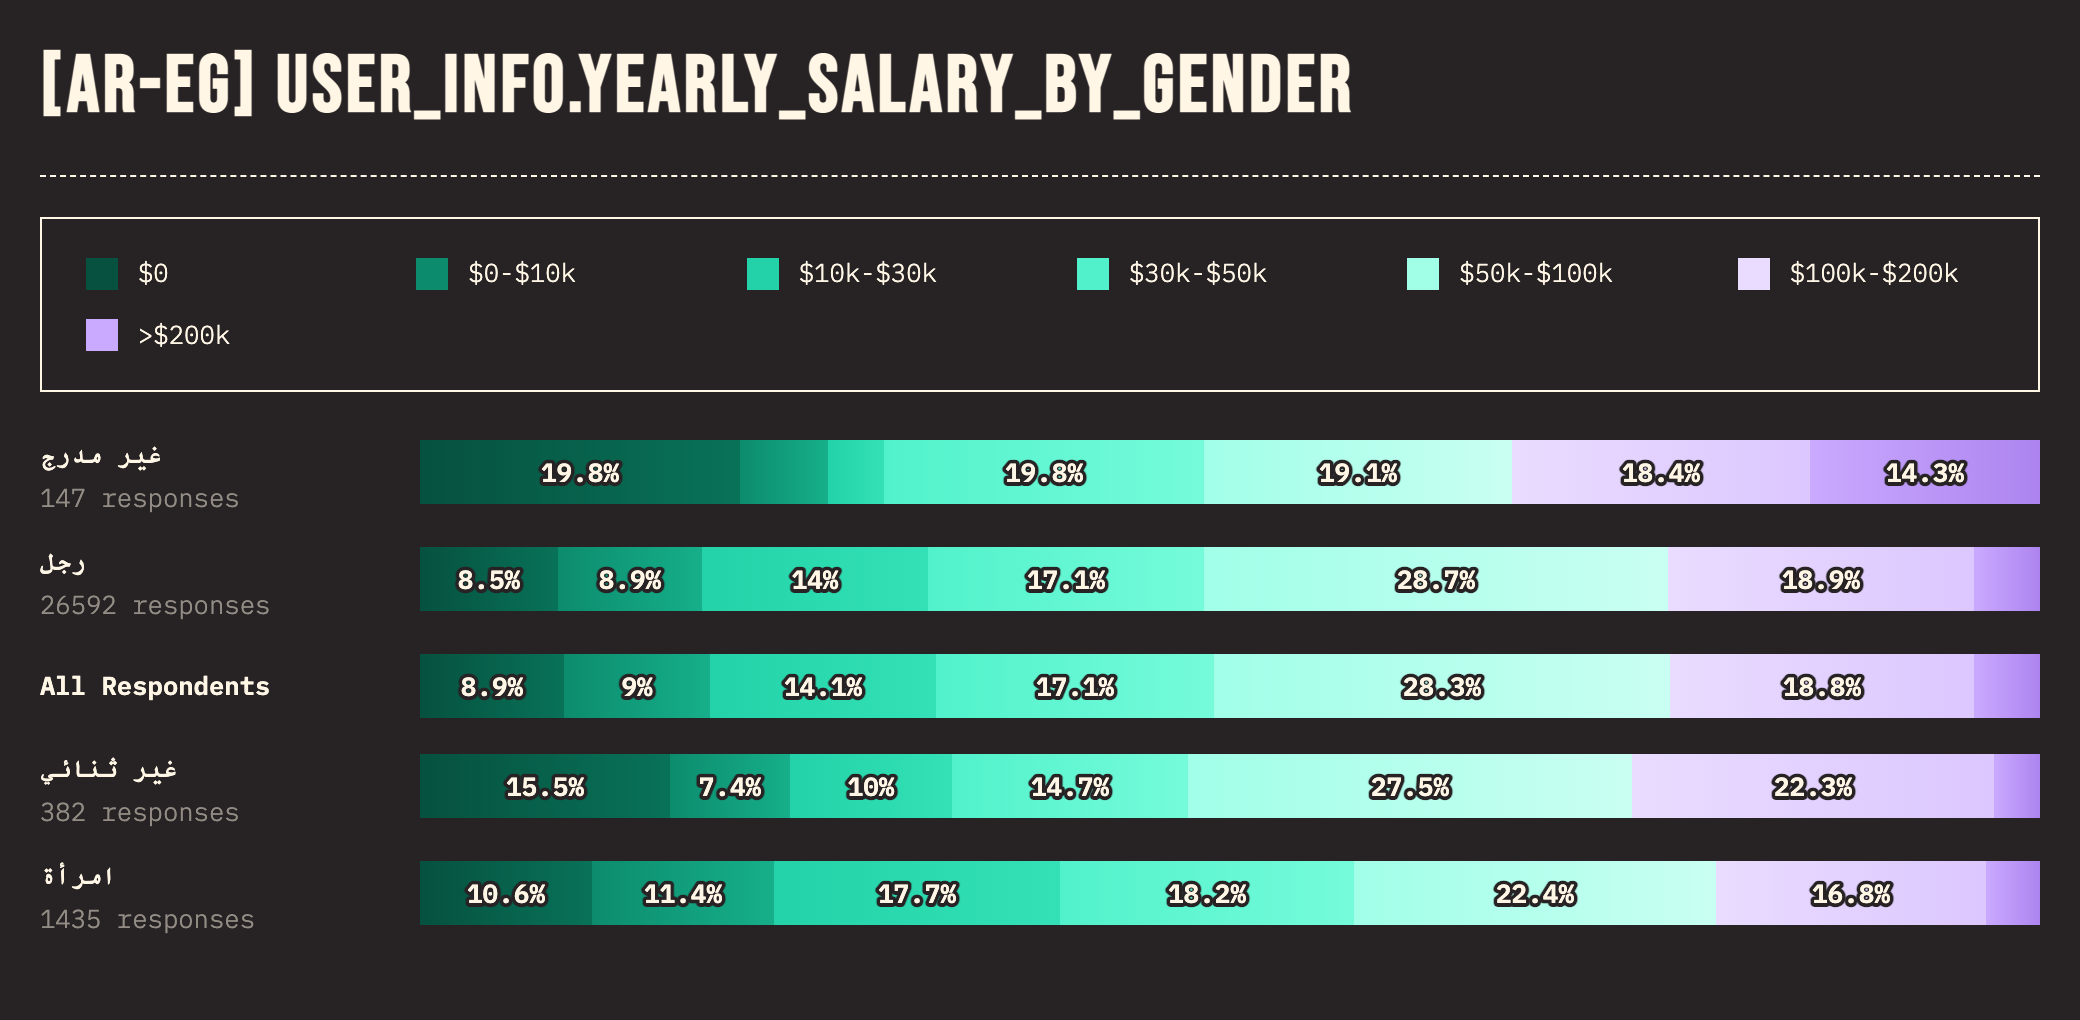 [AR-EG] USER_INFO.YEARLY_SALARY_BY_GENDER
$0 $0-$10k $10k-$30k $30k-$50k $50k-$100k $100k-$200k
>$200k
غير مدرج
147 responses
19.8% 19.8% 19.1% 18.4% 14.3%
رجل
26592 responses
8.5% 8.9% 14% 17.1% 28.7% 18.9%
All Respondents
8.9% 9% 14.1% 17.1% 28.3% 18.8%
غير ثنائي
382 responses
15.5% 7.4% 10% 14.7% 27.5% 22.3%
امرأة
1435 responses
10.6% 11.4% 17.7% 18.2% 22.4% 16.8%